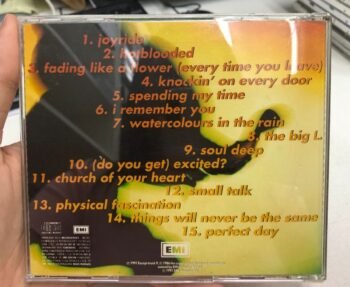 1. joyride
2. hotblooded
3. fading like a flower (every time you leave)
4. knockin' on every door
5. spending my time
6. i remember you
7. watercolours in the rain
8. the big L.
9. soul deep
10. (do you get) excited?
11. church of your heart
12. small talk
13. physical fascination
14. things will never be the same
15. perfect day
EMI
EMI